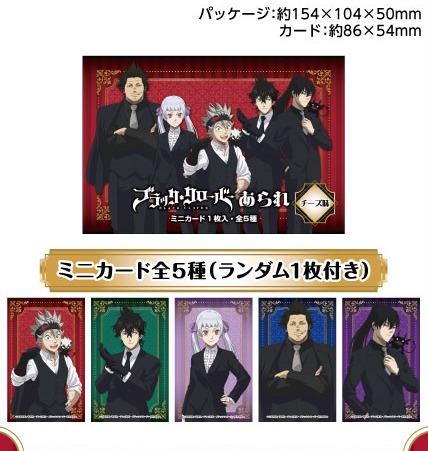 パッケージ:約154×104×50mm
カード:約86×54mm
ブラッククローバー あられ
BLACK CLOVER
チーズ味
ミニカード1枚入・全5種
ミニカード全5種(ランダム1枚付き)